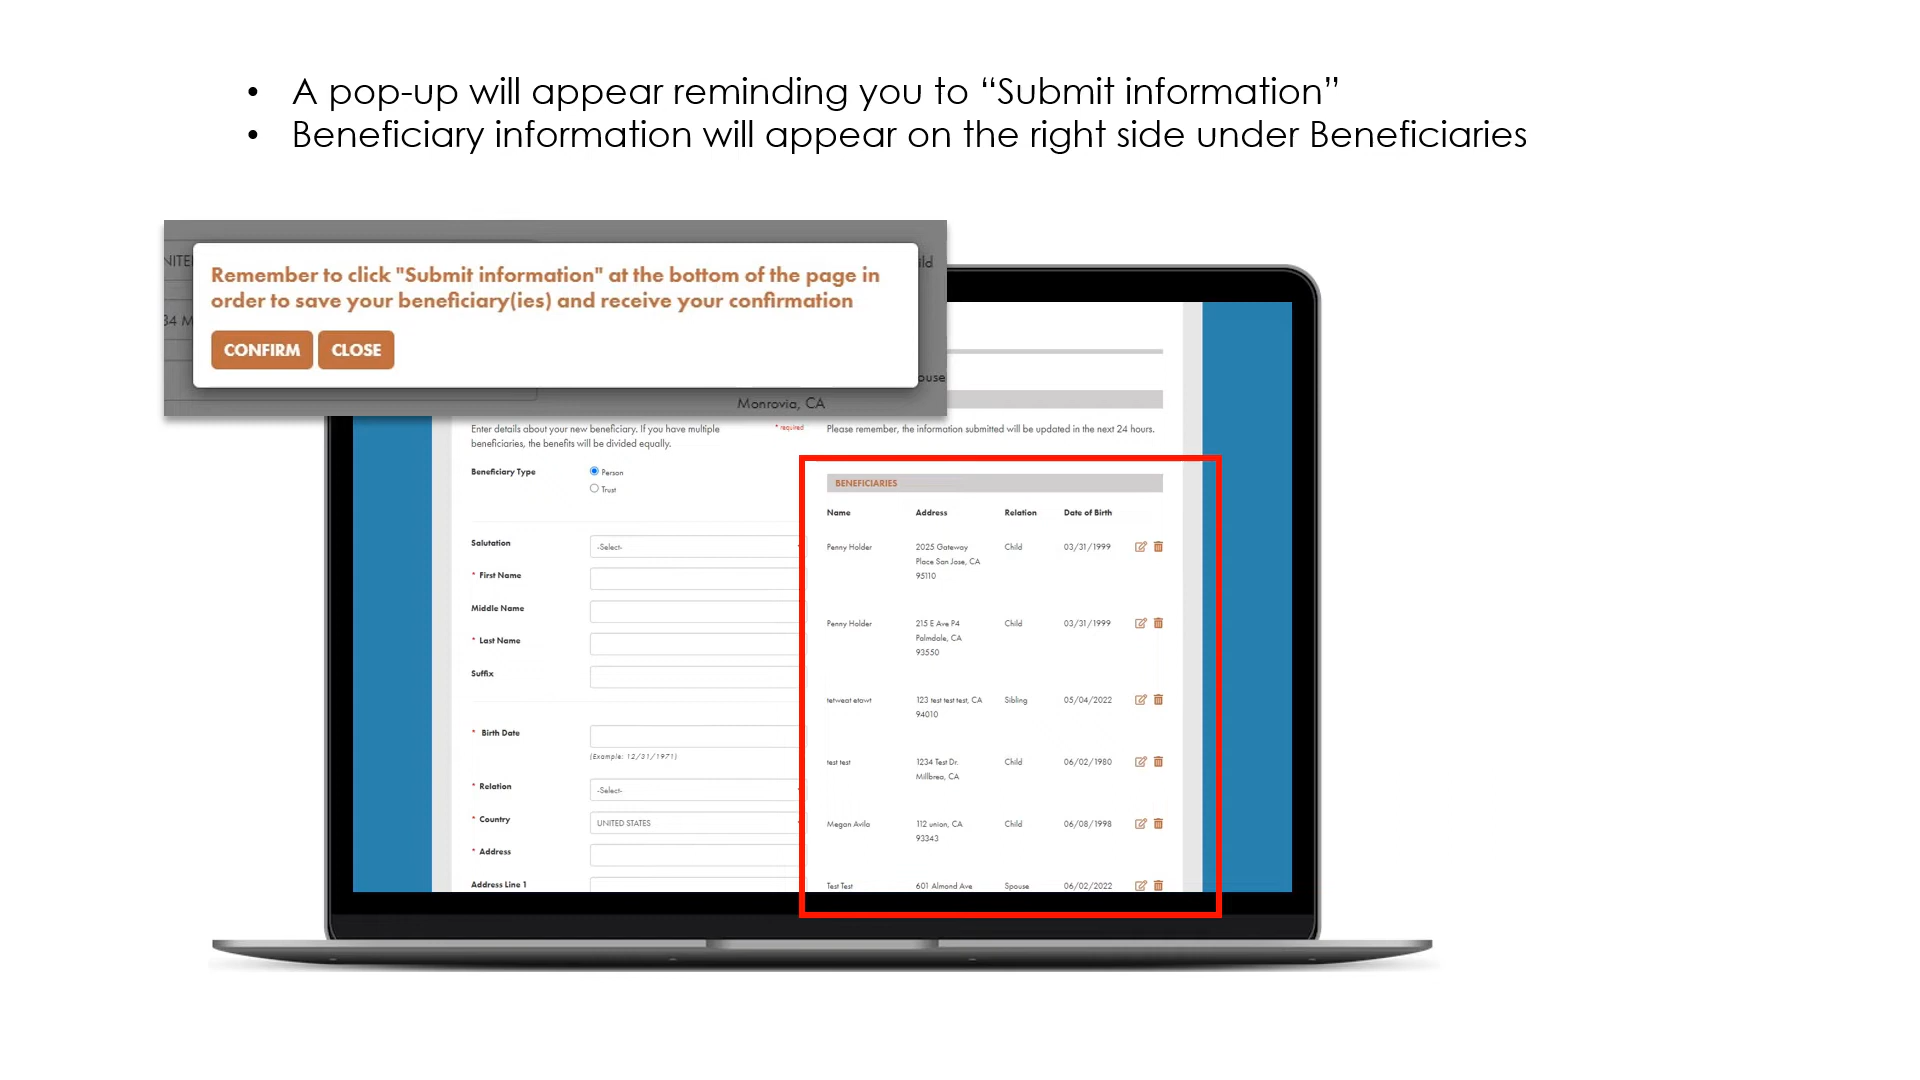 • A pop-up will appear reminding you to “Submit information”
• Beneficiary information will appear on the right side under Beneficiaries
Remember to click "Submit information" at the bottom of the page in
order to save your beneficiary(ies) and receive your confirmation
CONFIRM CLOSE
Monrovia, CA
Enter details about your new beneficiary. If you have multiple
beneficiaries, the benefits will be divided equally.
* required
Beneficiary Type
Person
Trust
Salutation
-Select-
* First Name
Middle Name
* Last Name
Suffix
* Birth Date
(Example: 12/31/1971)
* Relation
-Select-
* Country
UNITED STATES
* Address
Address Line 1
Please remember, the information submitted will be updated in the next 24 hours.
BENEFICIARIES
Name Address Relation Date of Birth
Penny Holder 2025 Gateway Child 03/31/1999
Place San Jose, CA
95110
Penny Holder 215 E Ave P4 Child 03/31/1999
Palmdale, CA
93550
tetweat etawt 123 test test test, CA Sibling 05/04/2022
94010
test test 1234 Test Dr. Child 06/02/1980
Millbrea, CA
Megan Avila 112 union, CA Child 06/08/1998
93343
Test Test 601 Almond Ave Spouse 06/02/2022